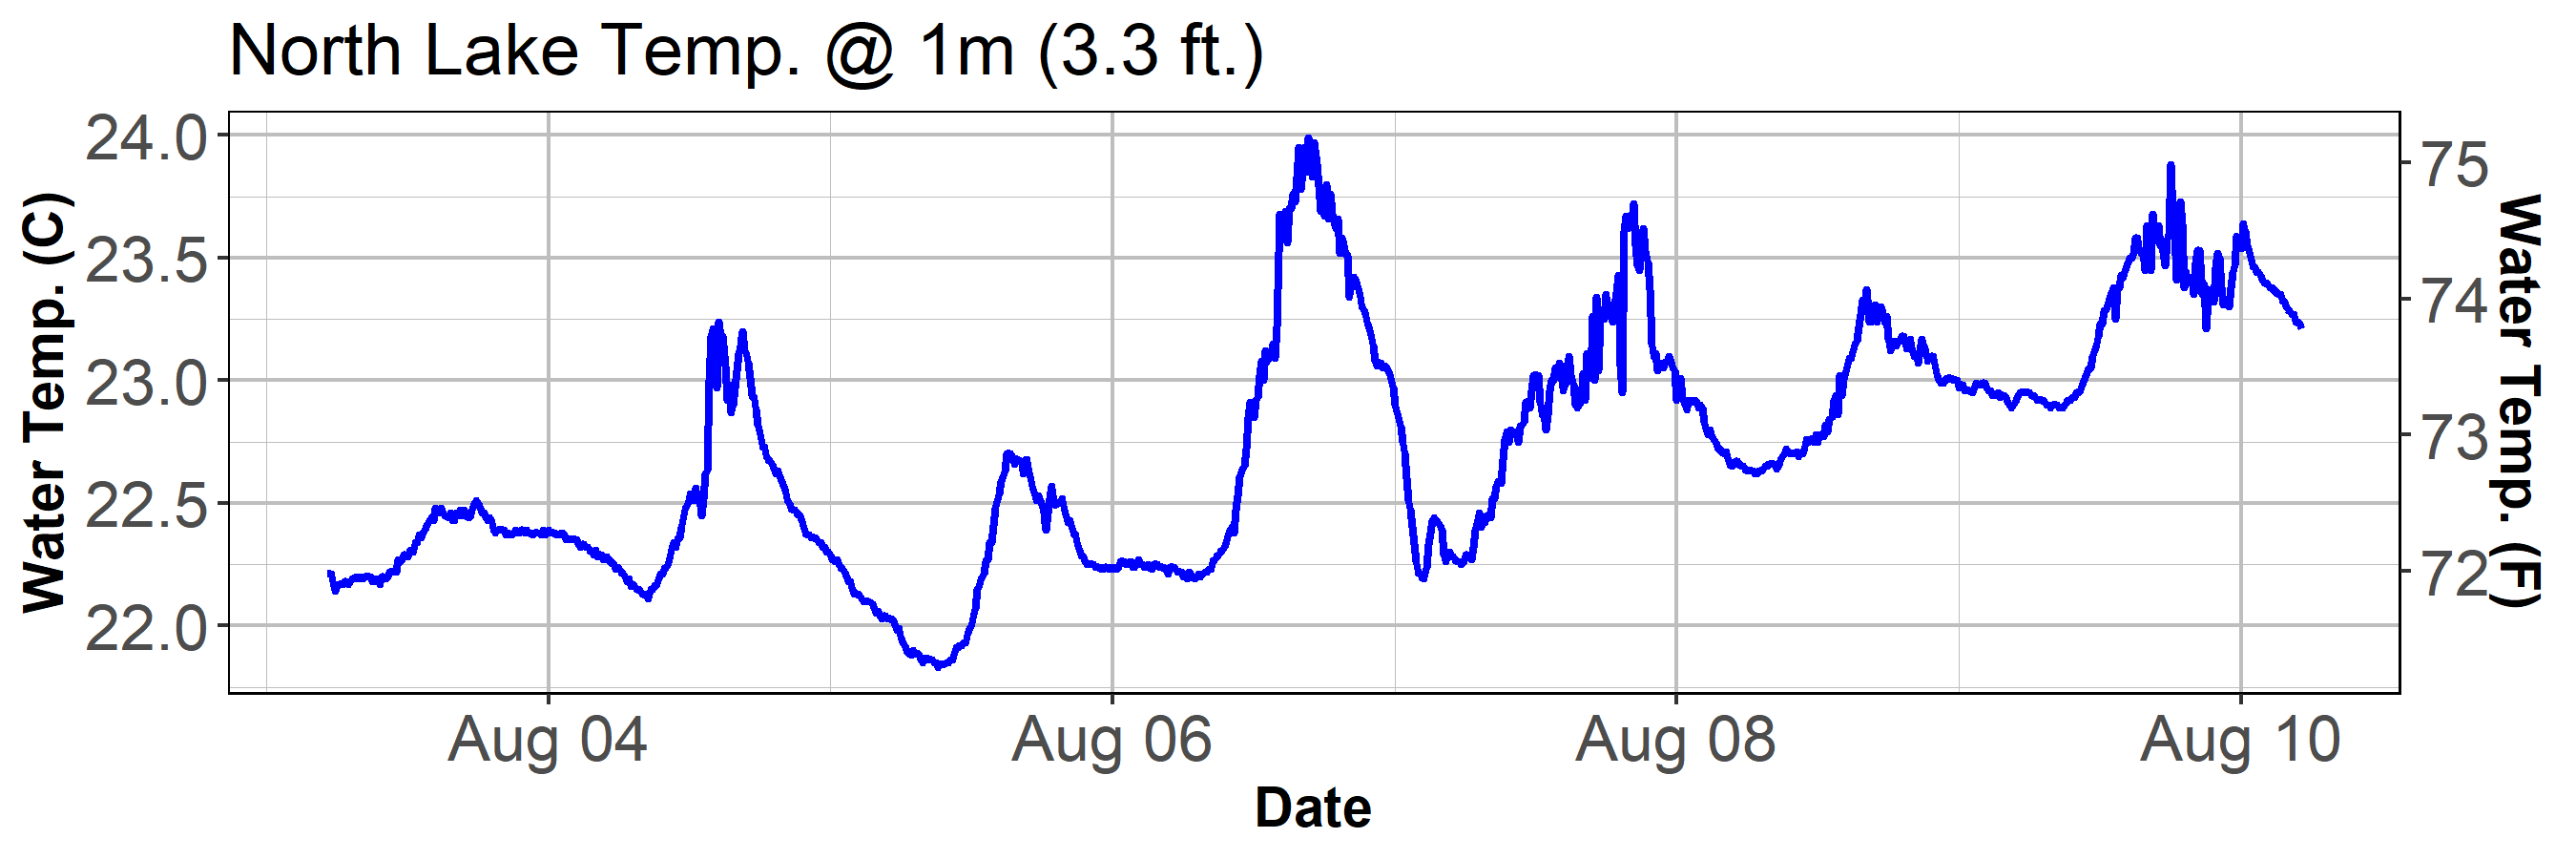 North Lake Temp. @ 1m (3.3 ft.)
Water Temp. (C)
24.0
23.5
23.0
22.5
22.0
75
74
73
72
Water Temp. (F)
Aug 04 Aug 06 Aug 08 Aug 10
Date